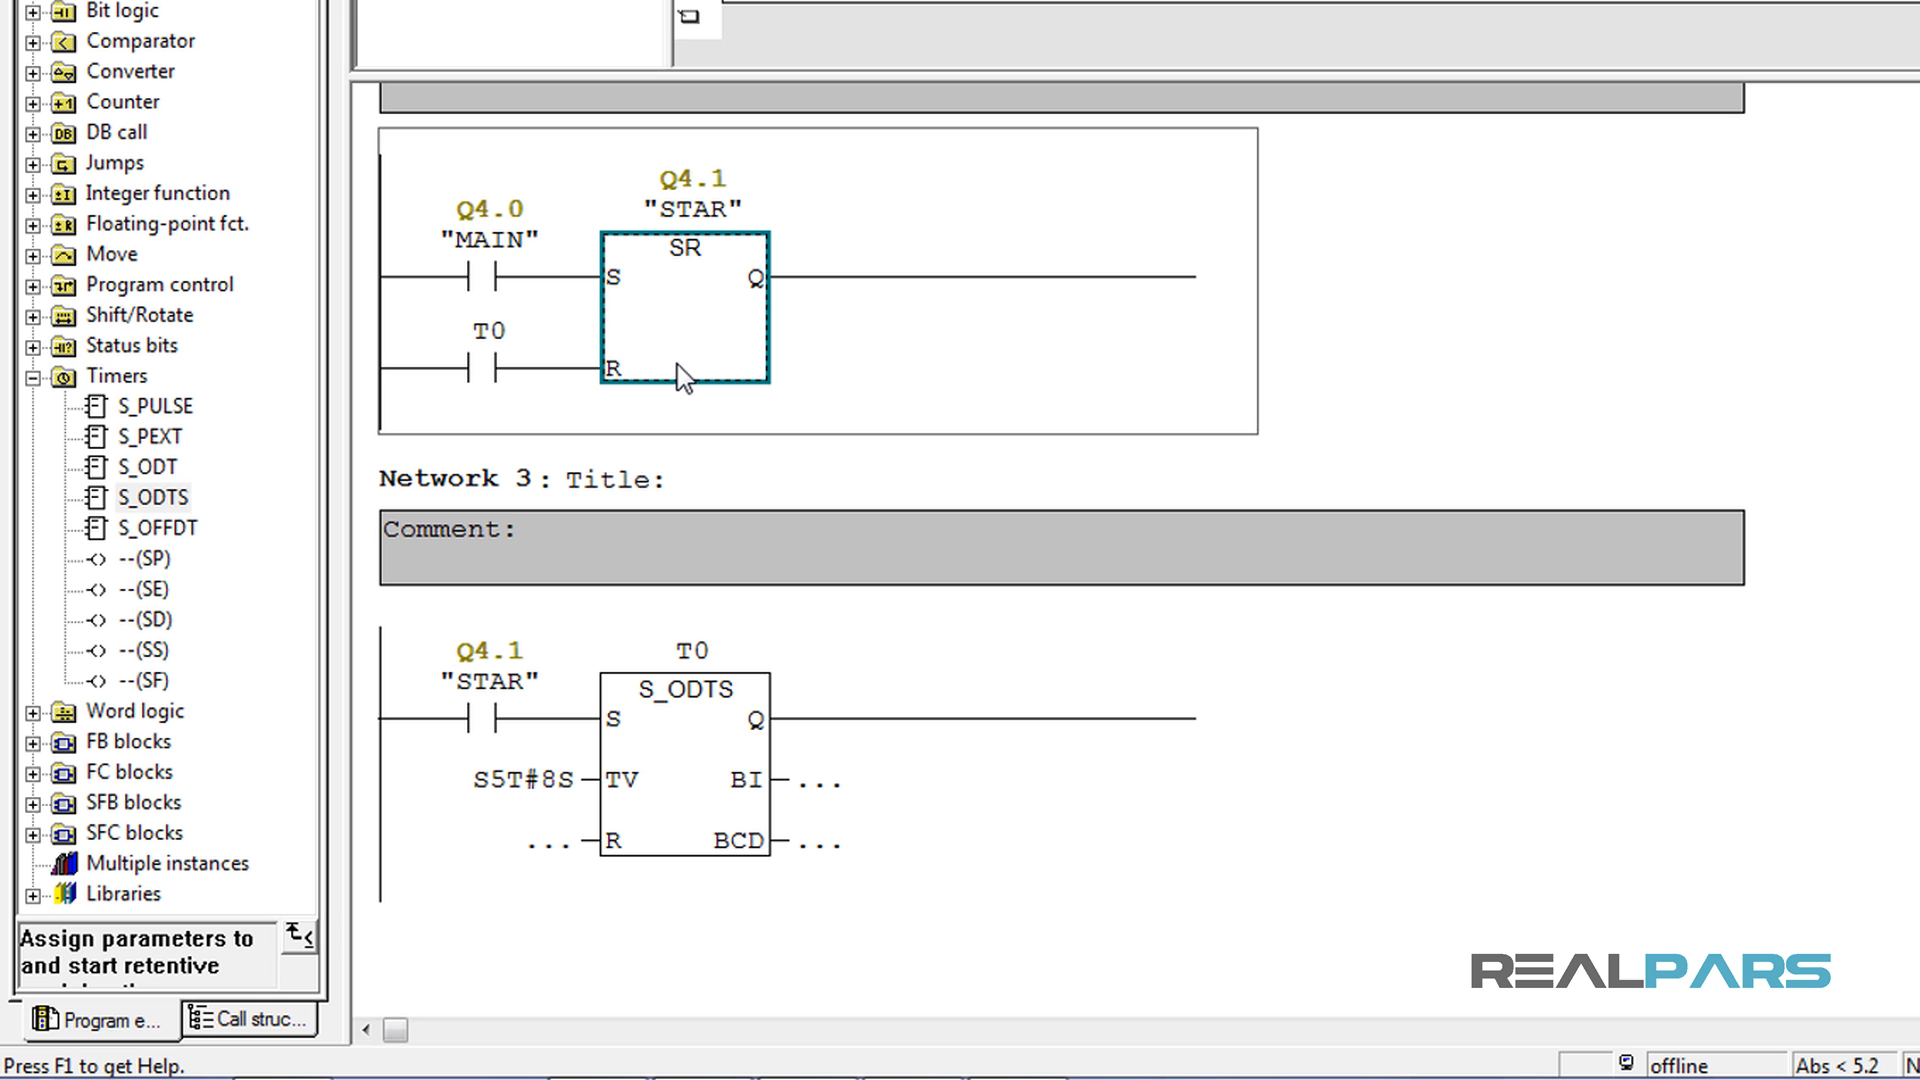 Bit logic
Comparator
Converter
Counter
DB call
Jumps
Integer function
Floating-point fct.
Move
Program control
Shift/Rotate
Status bits
Timers
S_PULSE
S_PEXT
S_ODT
S_ODTS
S_OFFDT
--(SP)
--(SE)
--(SD)
--(SS)
--(SF)
Word logic
FB blocks
FC blocks
SFB blocks
SFC blocks
Multiple instances
Libraries
Assign parameters to
and start retentive
Program e...
Call struc...
Press F1 to get Help.
Q4.1
"STAR"
Q4.0
"MAIN"
SR
S Q
T0
R
Network 3: Title:
Comment:
Q4.1 T0
"STAR"
S_ODTS
S Q
S5T#8S TV BI ...
... R BCD ...
REALPARS
offline
Abs < 5.2